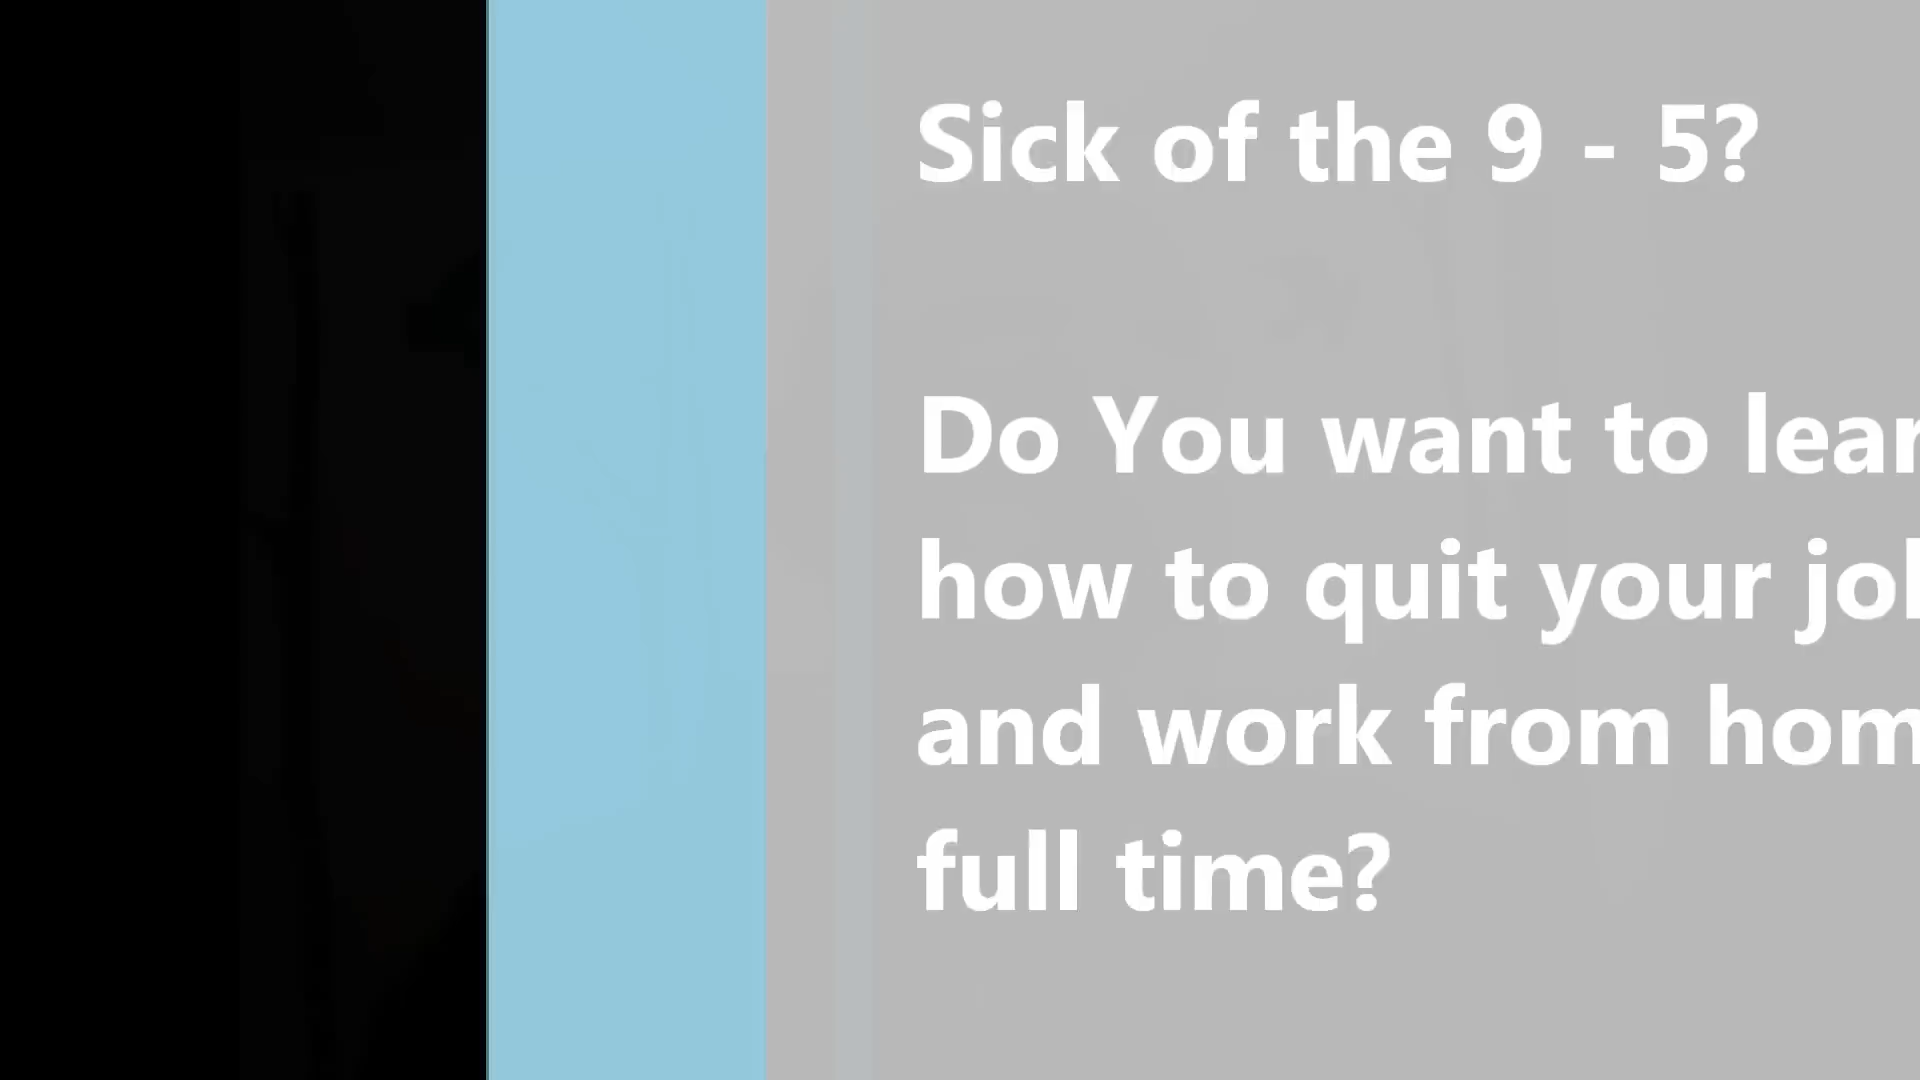 Sick of the 9 - 5?
Do You want to lear
how to quit your jo
and work from hom
full time?